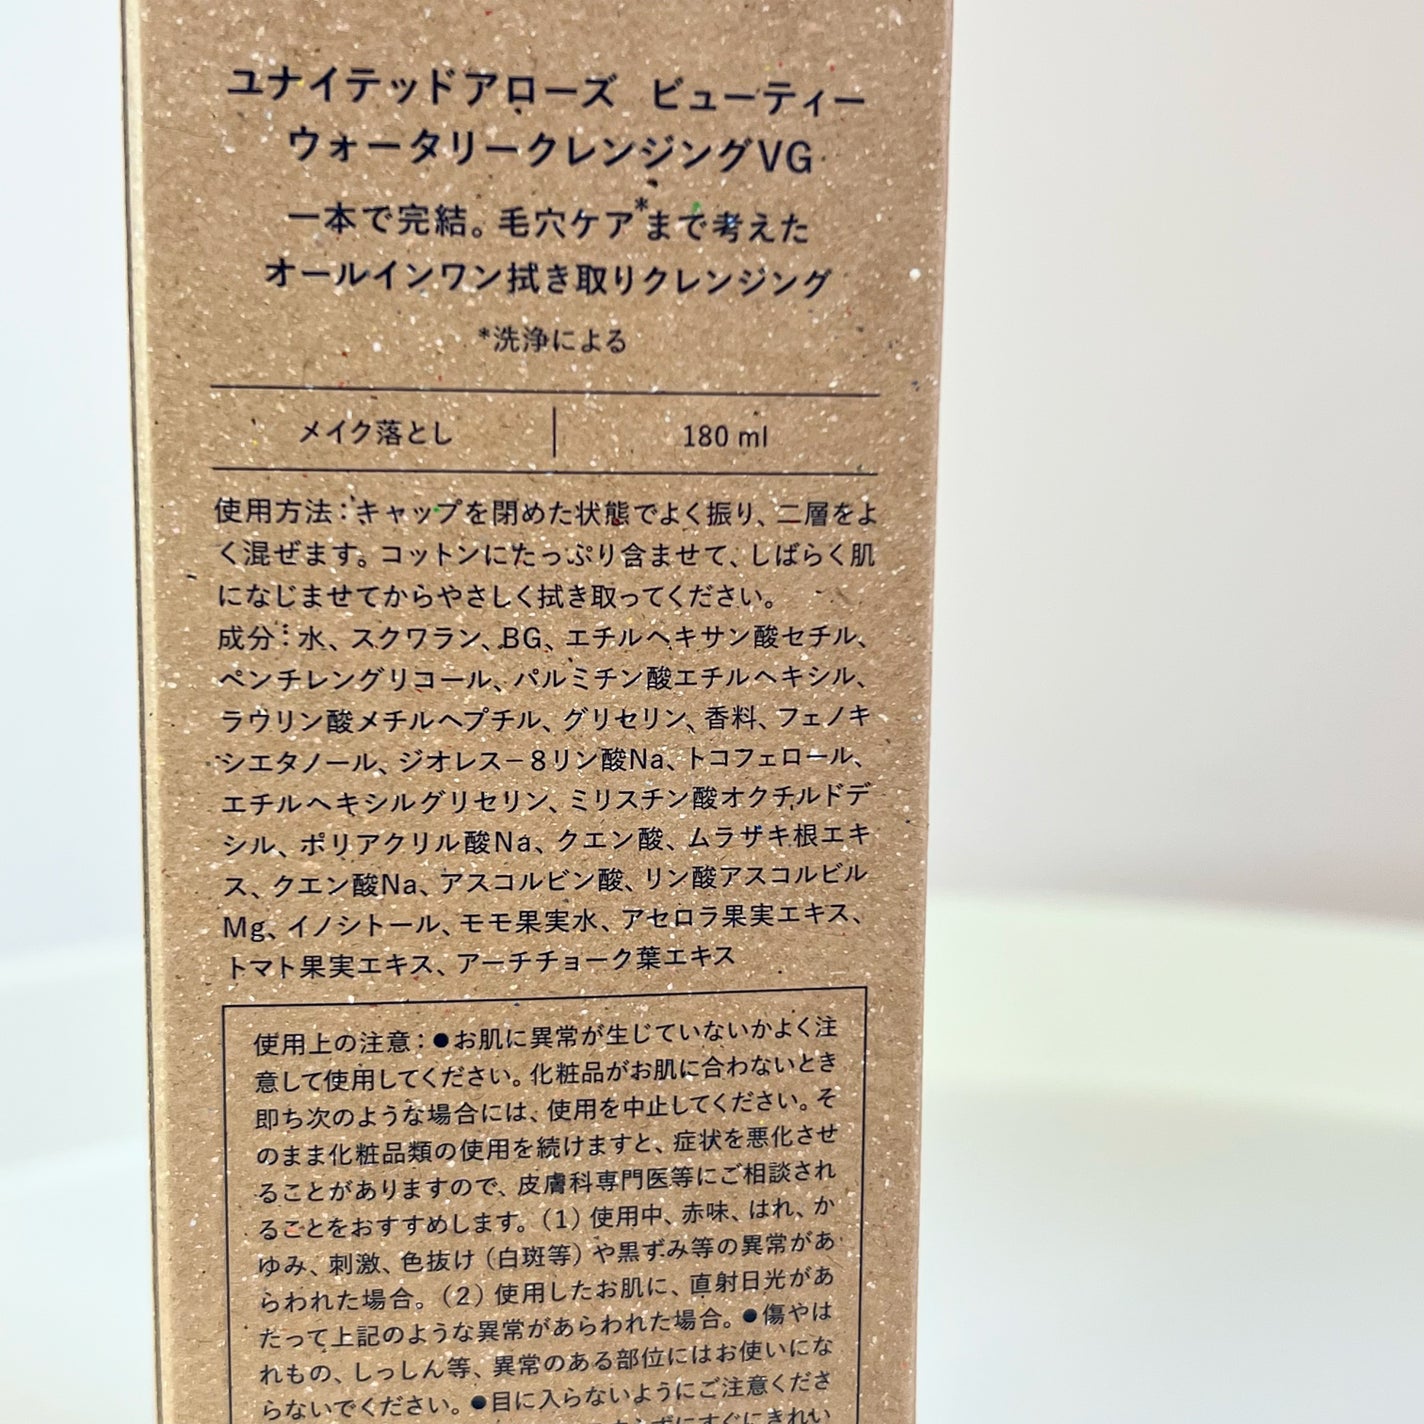 ユナイテッドアローズ ビューティー
ウォータリークレンジングVG
一本で完結。毛穴ケア*まで考えた
オールインワン拭き取りクレンジング
*洗浄による
メイク落とし
180 ml
使用方法：キャップを閉めた状態でよく振り、二層をよ
く混ぜます。コットンにたっぷり含ませて、しばらく肌
になじませてからやさしく拭き取ってください。
成分：水、スクワラン、BG、エチルヘキサン酸セチル、
ペンチレングリコール、パルミチン酸エチルヘキシル、
ラウリン酸メチルヘプチル、グリセリン、香料、フェノキ
シエタノール、ジオレスー8リン酸Na、トコフェロール、
エチルヘキシルグリセリン、ミリスチン酸オクチルドデ
シル、ポリアクリル酸Na、クエン酸、ムラサキ根エキ
ス、クエン酸Na、アスコルビン酸、リン酸アスコルビル
Mg、イノシトール、モモ果実水、アセロラ果実エキス、
トマト果実エキス、アーチチョーク葉エキス
使用上の注意：●お肌に異常が生じていないかよく注
意して使用してください。化粧品がお肌に合わないとき
即ち次のような場合には、使用を中止してください。そ
のまま化粧品類の使用を続けますと、症状を悪化させ
ることがありますので、皮膚科専門医等にご相談され
ることをおすすめします。（1）使用中、赤味、はれ、か
ゆみ、刺激、色抜け（白斑等）や黒ずみ等の異常があ
らわれた場合。（2）使用したお肌に、直射日光があ
たって上記のような異常があらわれた場合。●傷やは
れもの、しっしん等、異常のある部位にはお使いにな
らないでください。●目に入らないようにご注意くださ
ずにすぐにきれい